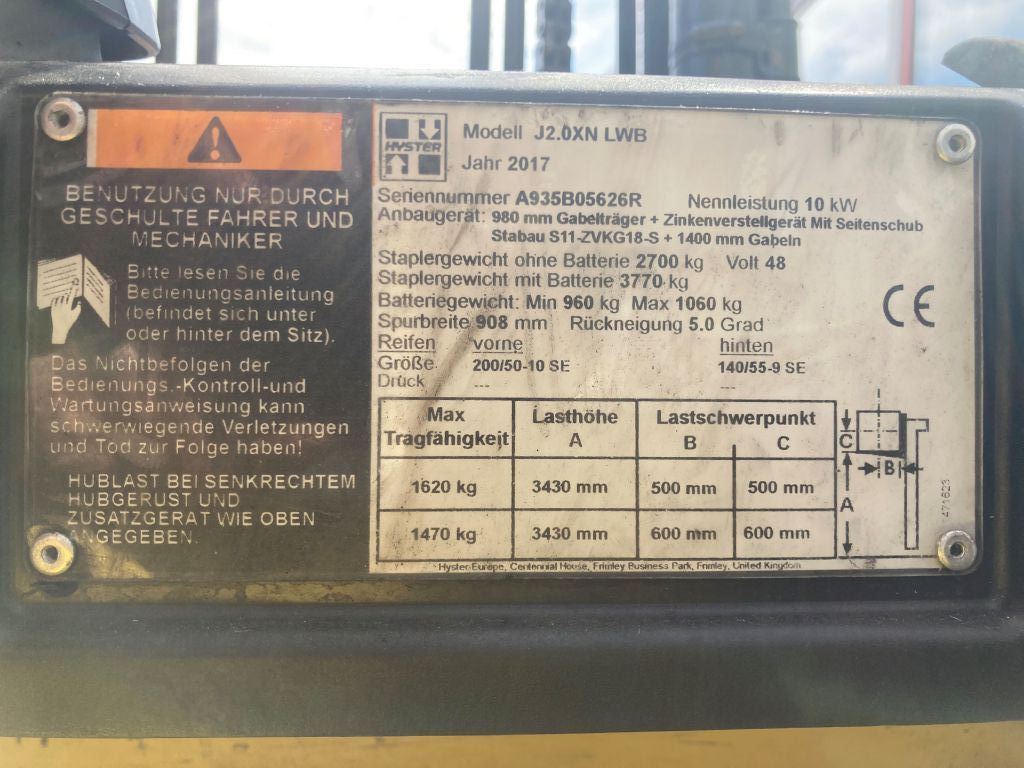 BENUTZUNG NUR DURCH
GESCHULTE FAHRER UND
MECHANIKER
Bitte lesen Sie die
Bedienungsanleitung
(befindet sich unter
oder hinter dem Sitz).
Das Nichtbefolgen der
Bedienungs.-Kontroll-und
Wartungsanweisung kann
schwerwiegende Verletzungen
und Tod zur Folge haben!
HUBLAST BEI SENKRECHTEM
HUBGERUST UND
ZUSATZGERAT WIE OBEN
ANGEGEBEN.
HYSTER
Modell J2.0XN LWB
Jahr 2017
Seriennummer A935B05626R Nennleistung 10 kW
Anbaugerät: 980 mm Gabelträger + Zinkenverstellgerät Mit Seitenschub
Stabau S11-ZVKG18-S + 1400 mm Gabeln
Staplergewicht ohne Batterie 2700 kg Volt 48
Staplergewicht mit Batterie 3770 kg
Batteriegewicht: Min 960 kg Max 1060 kg
Spurbreite 908 mm Rückneigung 5.0 Grad
Reifen vorne hinten
Größe 200/50-10 SE 140/55-9 SE
Druck --- ---
CE
Max Tragfähigkeit Lasthöhe A Lastschwerpunkt B C
1620 kg 3430 mm 500 mm 500 mm
1470 kg 3430 mm 600 mm 600 mm
C
B
A
471623
Hyster Europe, Centennial House, Frimley Business Park, Frimley, United Kingdom